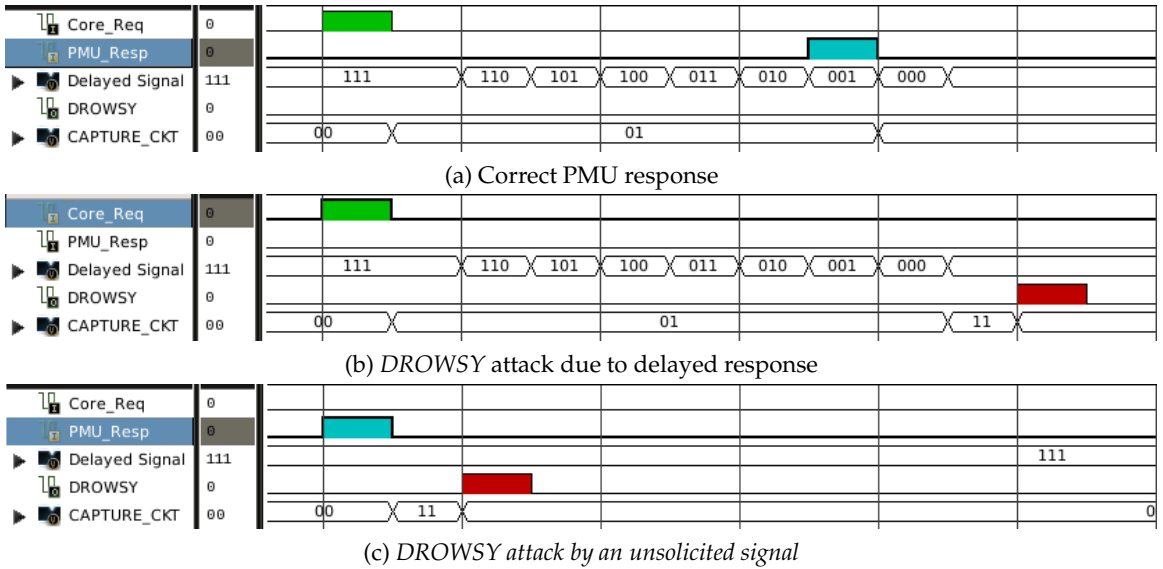 Core_Req 0
PMU_Resp 0
Delayed Signal 111 111 110 101 100 011 010 001 000
DROWSY 0
CAPTURE_CKT 00 00 01
(a) Correct PMU response
Core_Req 0
PMU_Resp 0
Delayed Signal 111 111 110 101 100 011 010 001 000
DROWSY 0
CAPTURE_CKT 00 00 01 11
(b) DROWSY attack due to delayed response
Core_Req 0
PMU_Resp 0
Delayed Signal 111 111
DROWSY 0
CAPTURE_CKT 00 00 11 0
(c) DROWSY attack by an unsolicited signal